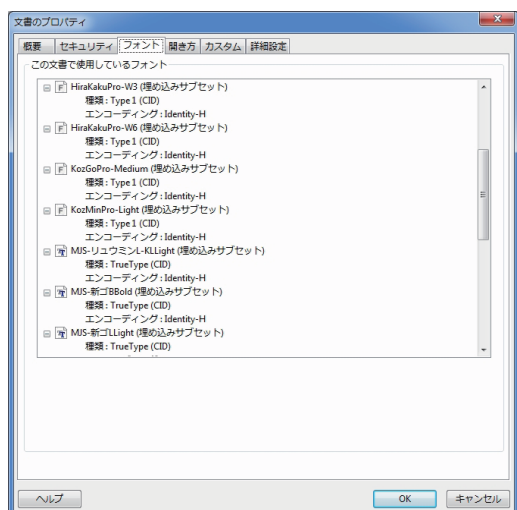 文書のプロパティ
概要 セキュリティ フォント 開き方 カスタム 詳細設定
この文書で使用しているフォント
HiraKakuPro-W3 (埋め込みサブセット)
種類 : Type 1 (CID)
エンコーディング : Identity-H
HiraKakuPro-W6 (埋め込みサブセット)
種類 : Type 1 (CID)
エンコーディング : Identity-H
KozGoPro-Medium (埋め込みサブセット)
種類 : Type 1 (CID)
エンコーディング : Identity-H
KozMinPro-Light (埋め込みサブセット)
種類 : Type 1 (CID)
エンコーディング : Identity-H
MJS-リュウミンL-KLLight (埋め込みサブセット)
種類 : TrueType (CID)
エンコーディング : Identity-H
MJS-新ゴBBold (埋め込みサブセット)
種類 : TrueType (CID)
エンコーディング : Identity-H
MJS-新ゴLLight (埋め込みサブセット)
種類 : TrueType (CID)
ヘルプ OK キャンセル